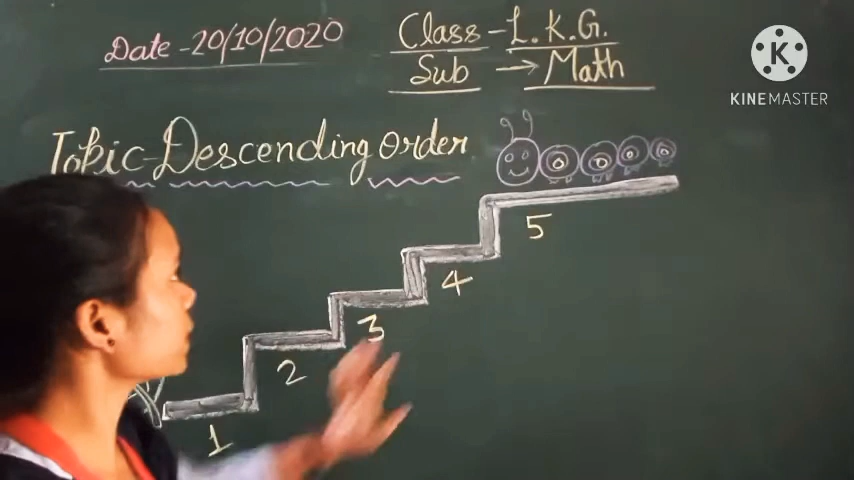 Date - 20/10/2020
Class - L.K.G.
Sub → Math
K
KINEMASTER
Topic - Descending Order
5
4
3
2
1